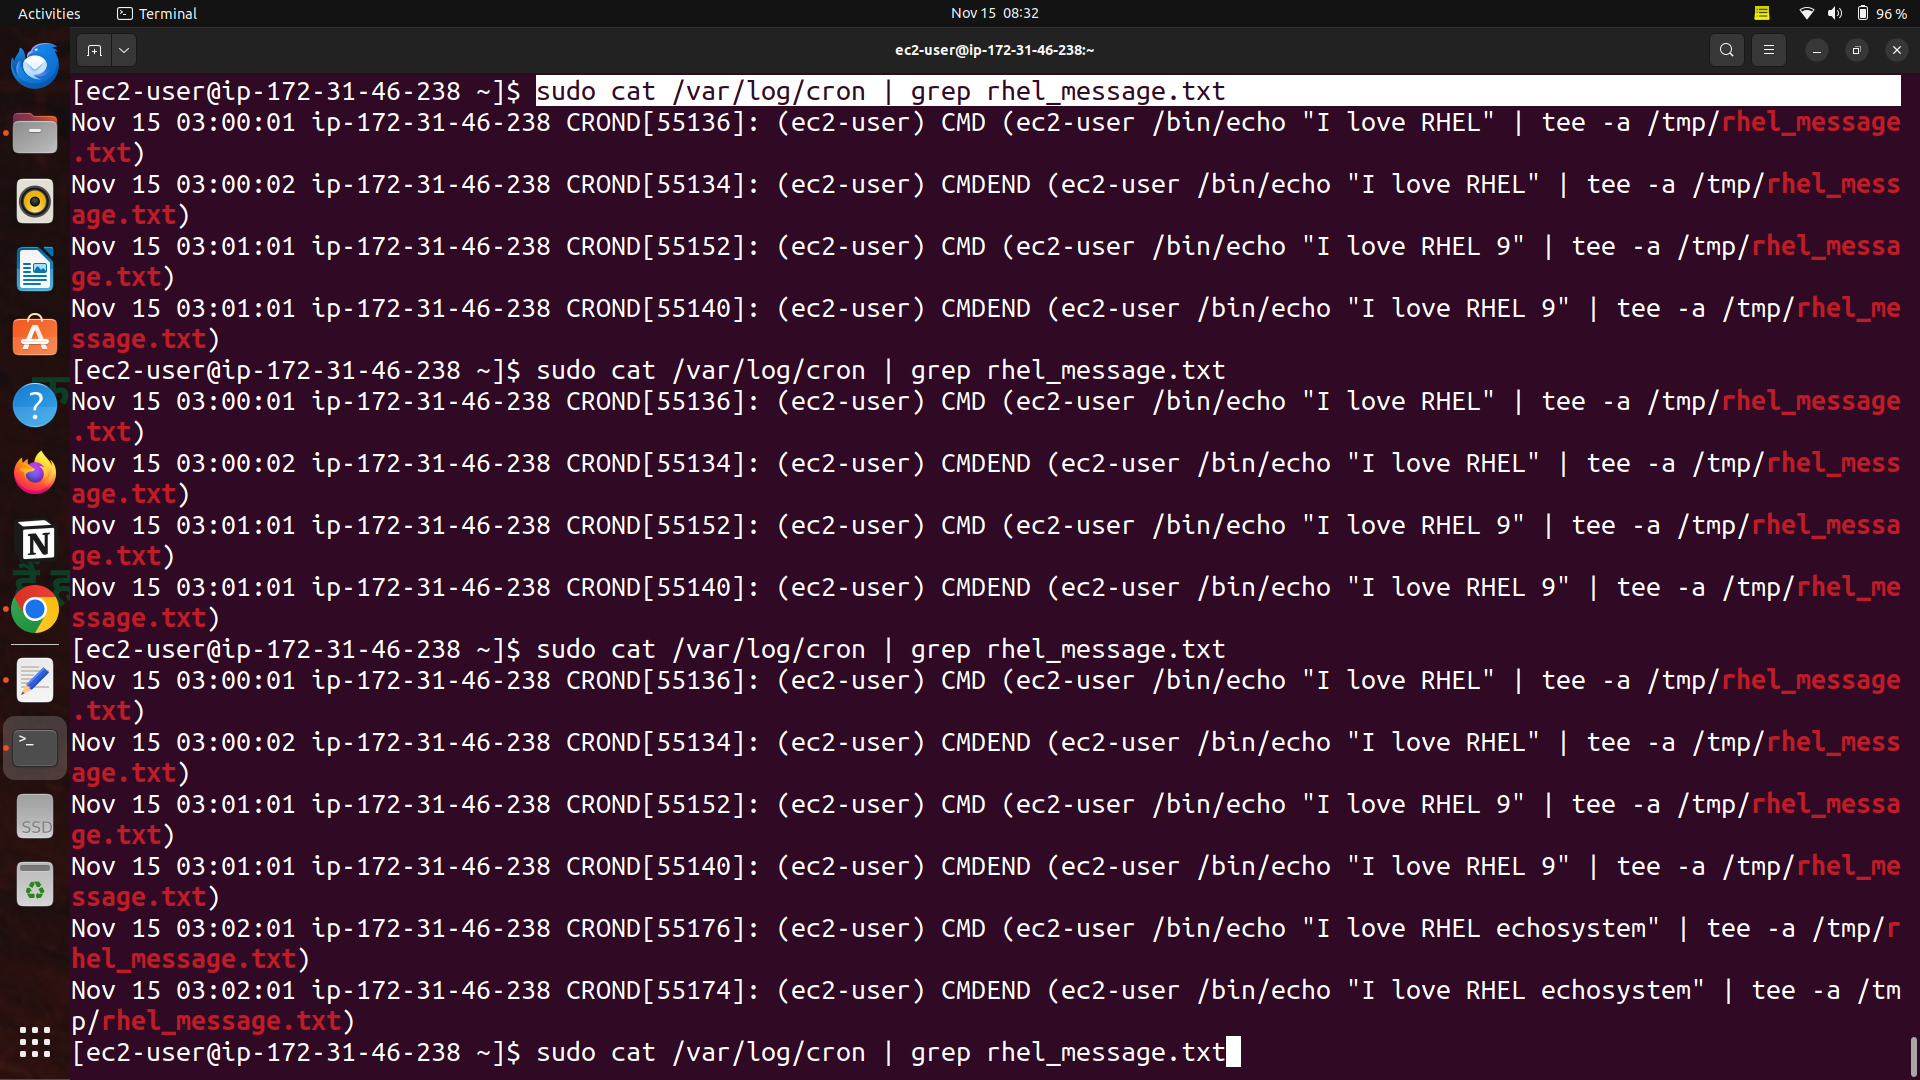 Activities Terminal Nov 15 08:32 96 %
ec2-user@ip-172-31-46-238:~
[ec2-user@ip-172-31-46-238 ~]$ sudo cat /var/log/cron | grep rhel_message.txt
Nov 15 03:00:01 ip-172-31-46-238 CROND[55136]: (ec2-user) CMD (ec2-user /bin/echo "I love RHEL" | tee -a /tmp/rhel_message
.txt)
Nov 15 03:00:02 ip-172-31-46-238 CROND[55134]: (ec2-user) CMDEND (ec2-user /bin/echo "I love RHEL" | tee -a /tmp/rhel_mess
age.txt)
Nov 15 03:01:01 ip-172-31-46-238 CROND[55152]: (ec2-user) CMD (ec2-user /bin/echo "I love RHEL 9" | tee -a /tmp/rhel_messa
ge.txt)
Nov 15 03:01:01 ip-172-31-46-238 CROND[55140]: (ec2-user) CMDEND (ec2-user /bin/echo "I love RHEL 9" | tee -a /tmp/rhel_me
ssage.txt)
[ec2-user@ip-172-31-46-238 ~]$ sudo cat /var/log/cron | grep rhel_message.txt
Nov 15 03:00:01 ip-172-31-46-238 CROND[55136]: (ec2-user) CMD (ec2-user /bin/echo "I love RHEL" | tee -a /tmp/rhel_message
.txt)
Nov 15 03:00:02 ip-172-31-46-238 CROND[55134]: (ec2-user) CMDEND (ec2-user /bin/echo "I love RHEL" | tee -a /tmp/rhel_mess
age.txt)
Nov 15 03:01:01 ip-172-31-46-238 CROND[55152]: (ec2-user) CMD (ec2-user /bin/echo "I love RHEL 9" | tee -a /tmp/rhel_messa
ge.txt)
Nov 15 03:01:01 ip-172-31-46-238 CROND[55140]: (ec2-user) CMDEND (ec2-user /bin/echo "I love RHEL 9" | tee -a /tmp/rhel_me
ssage.txt)
[ec2-user@ip-172-31-46-238 ~]$ sudo cat /var/log/cron | grep rhel_message.txt
Nov 15 03:00:01 ip-172-31-46-238 CROND[55136]: (ec2-user) CMD (ec2-user /bin/echo "I love RHEL" | tee -a /tmp/rhel_message
.txt)
Nov 15 03:00:02 ip-172-31-46-238 CROND[55134]: (ec2-user) CMDEND (ec2-user /bin/echo "I love RHEL" | tee -a /tmp/rhel_mess
age.txt)
Nov 15 03:01:01 ip-172-31-46-238 CROND[55152]: (ec2-user) CMD (ec2-user /bin/echo "I love RHEL 9" | tee -a /tmp/rhel_messa
ge.txt)
Nov 15 03:01:01 ip-172-31-46-238 CROND[55140]: (ec2-user) CMDEND (ec2-user /bin/echo "I love RHEL 9" | tee -a /tmp/rhel_me
ssage.txt)
Nov 15 03:02:01 ip-172-31-46-238 CROND[55176]: (ec2-user) CMD (ec2-user /bin/echo "I love RHEL echosystem" | tee -a /tmp/r
hel_message.txt)
Nov 15 03:02:01 ip-172-31-46-238 CROND[55174]: (ec2-user) CMDEND (ec2-user /bin/echo "I love RHEL echosystem" | tee -a /tm
p/rhel_message.txt)
[ec2-user@ip-172-31-46-238 ~]$ sudo cat /var/log/cron | grep rhel_message.txt
SSD